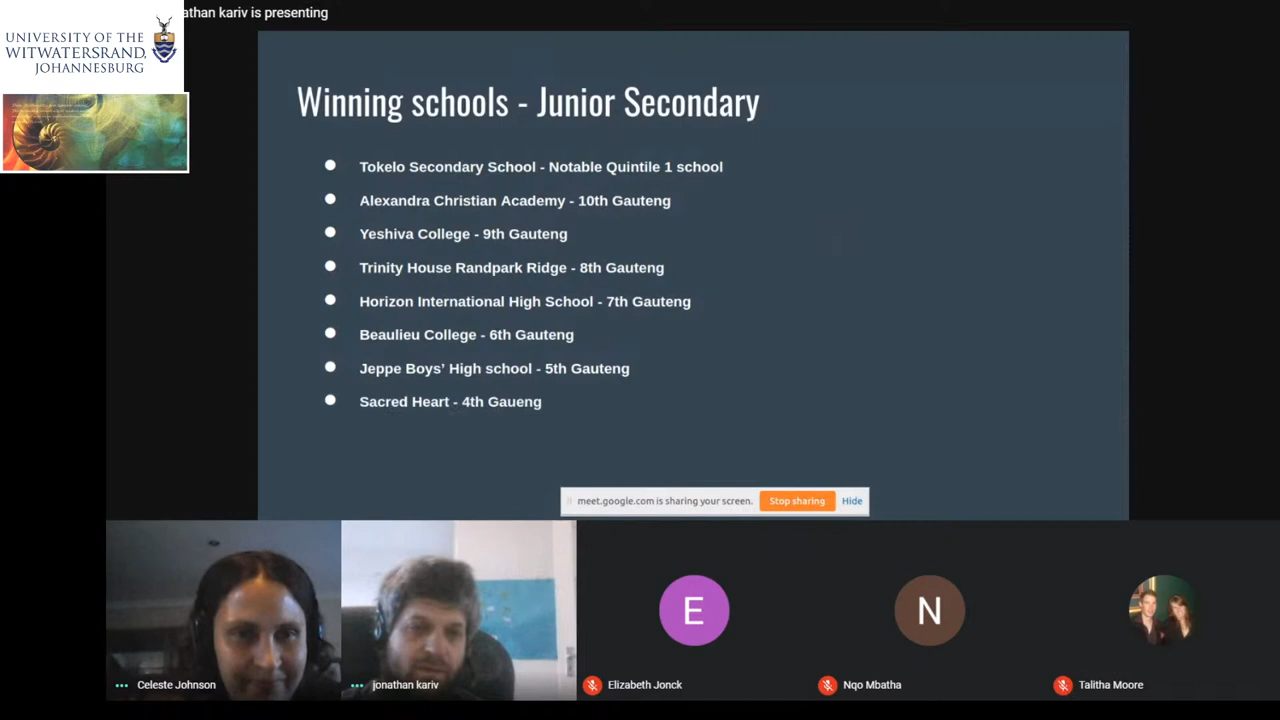 athan kariv is presenting
UNIVERSITY OF THE
WITWATERSRAND,
JOHANNESBURG
Winning schools - Junior Secondary
● Tokelo Secondary School - Notable Quintile 1 school
● Alexandra Christian Academy - 10th Gauteng
● Yeshiva College - 9th Gauteng
● Trinity House Randpark Ridge - 8th Gauteng
● Horizon International High School - 7th Gauteng
● Beaulieu College - 6th Gauteng
● Jeppe Boys’ High school - 5th Gauteng
● Sacred Heart - 4th Gaueng
meet.google.com is sharing your screen. Stop sharing Hide
E
N
Celeste Johnson
jonathan kariv
Elizabeth Jonck
Nqo Mbatha
Talitha Moore